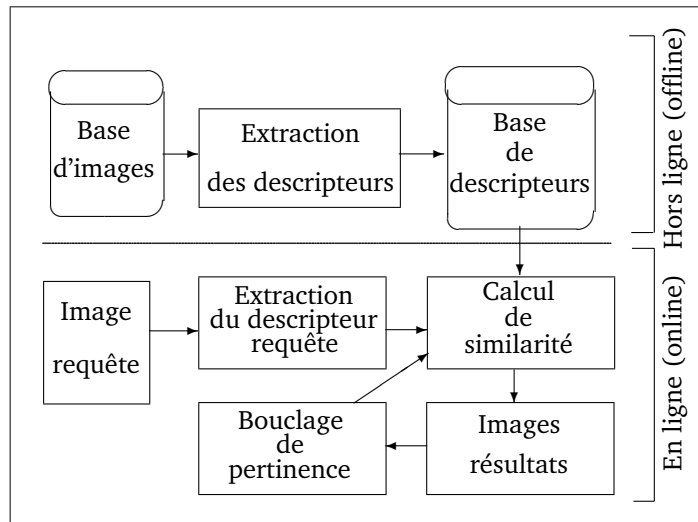 Base
d'images
Extraction
des descripteurs
Base
de
descripteurs
Hors ligne (offline)
Image
requête
Extraction
du descripteur
requête
Calcul
de
similarité
Bouclage
de
pertinence
Images
résultats
En ligne (online)